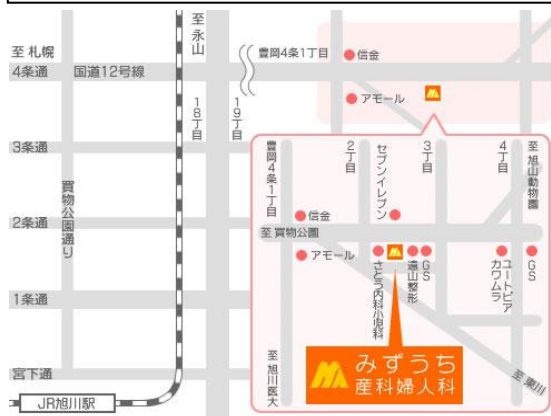 至 札幌
4条通
国道12号線
至 永山
18丁目
19丁目
豊岡4条1丁目
信金
アモール
3条通
買物公園通り
2条通
1条通
宮下通
JR旭川駅
豊岡4条1丁目
2丁目
セブンイレブン
3丁目
4丁目
至 旭山動物園
信金
至 買物公園
アモール
さとう内科小児科
遠山整形
GS
ユートピア
カワムラ
GS
至 旭川医大
至 東川
みずうち
産科婦人科